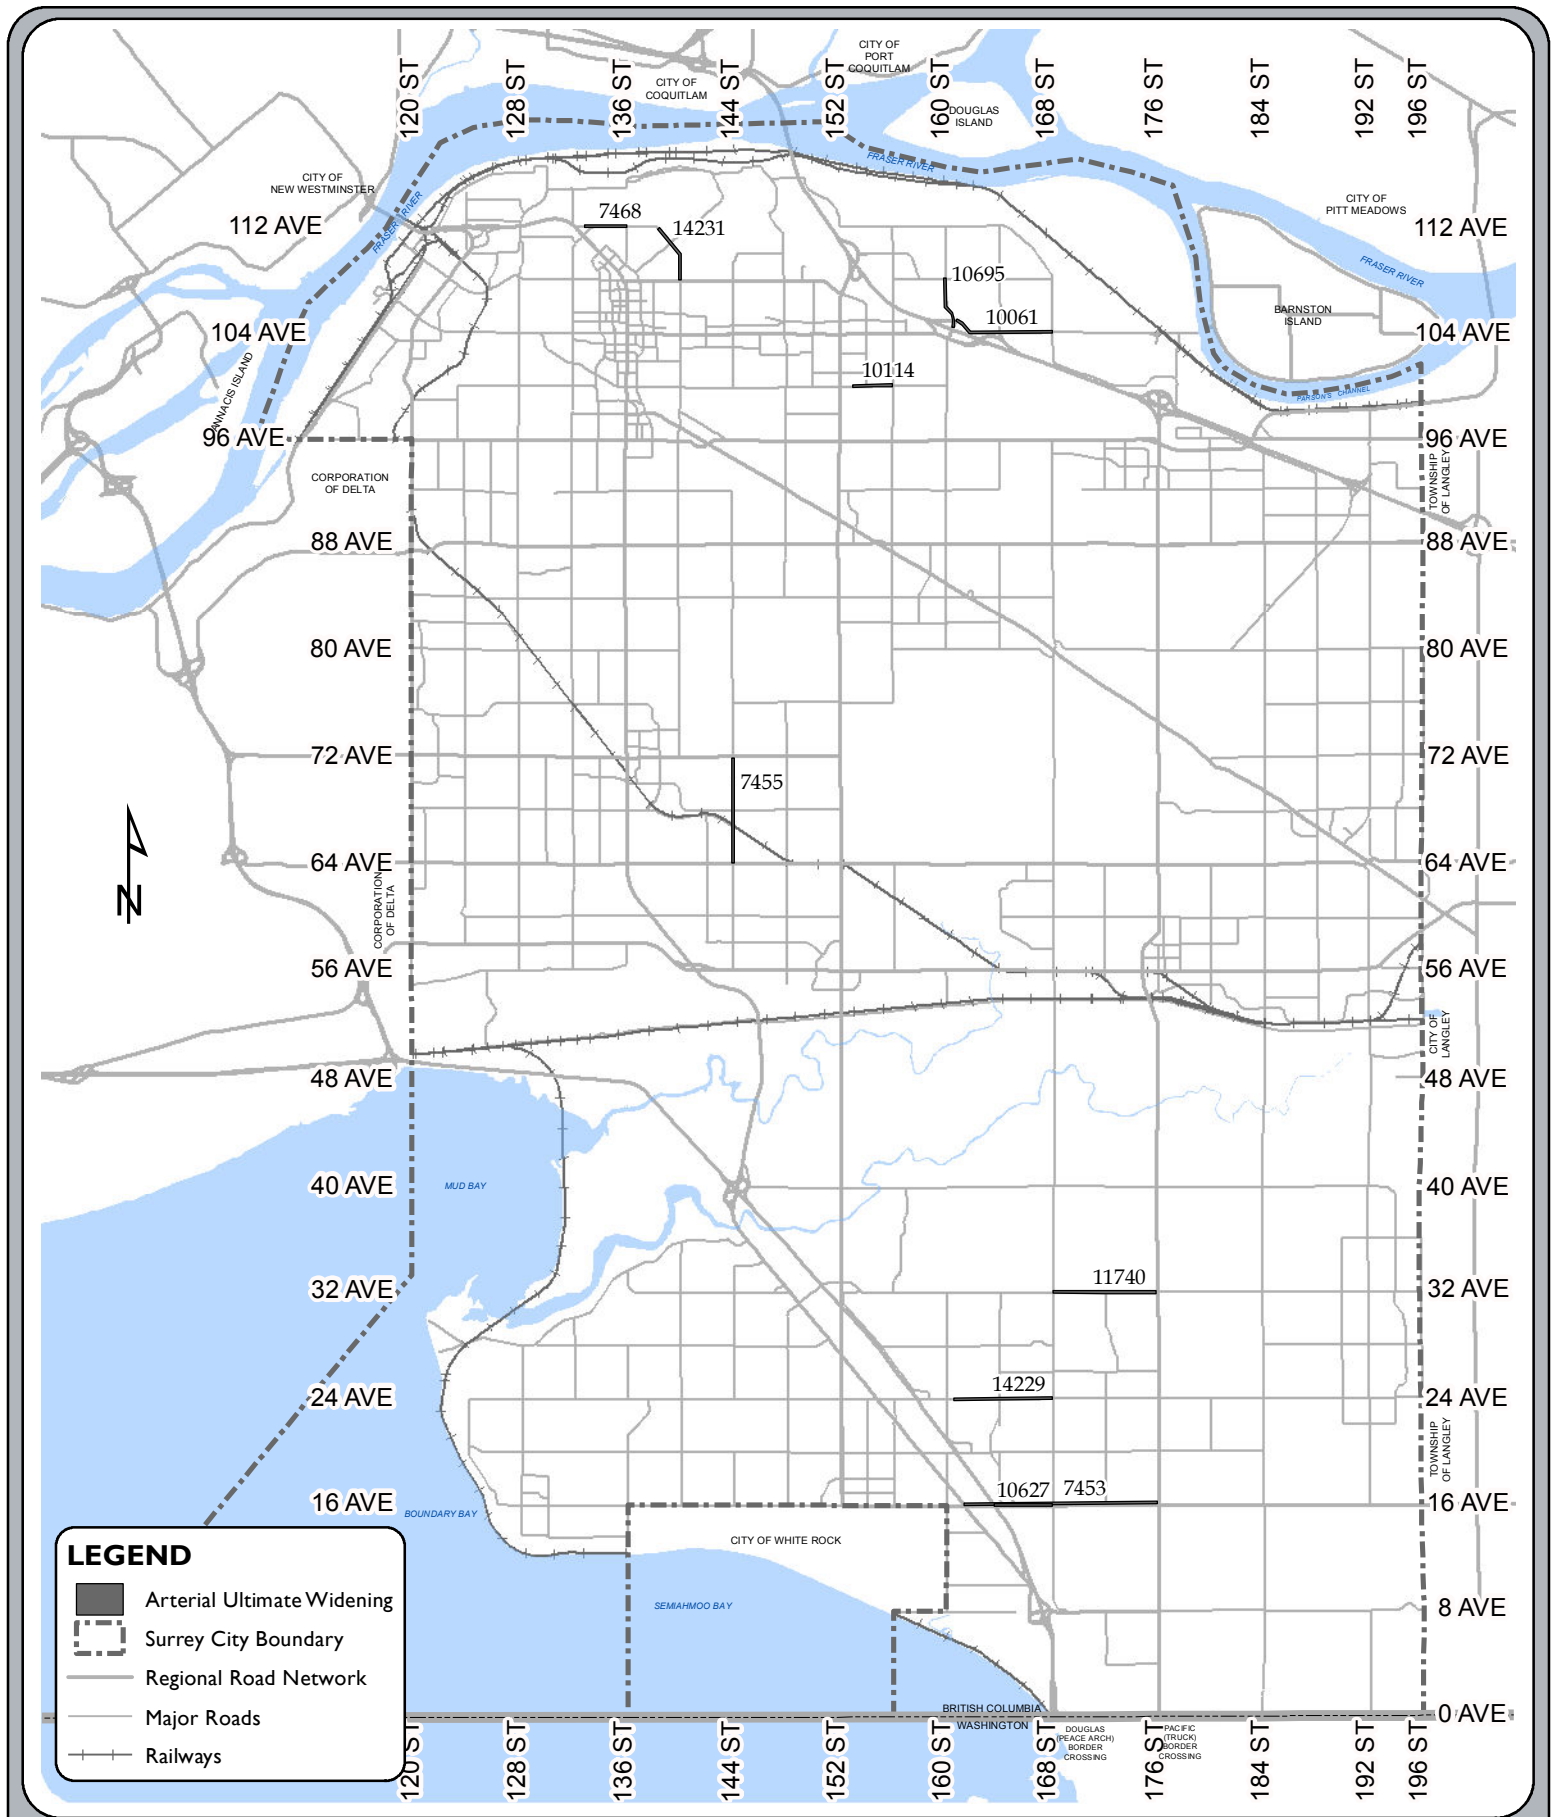 120 ST
128 ST
136 ST
144 ST
152 ST
160 ST
168 ST
176 ST
184 ST
192 ST
196 ST
CITY OF
COQUITLAM
CITY OF
PORT
COQUITLAM
DOUGLAS
ISLAND
FRASER RIVER
CITY OF
NEW WESTMINSTER
FRASER RIVER
CITY OF
PITT MEADOWS
112 AVE
7468
14231
112 AVE
FRASER RIVER
10695
10061
BARNSTON
ISLAND
104 AVE
104 AVE
10114
ANNACIS ISLAND
PARSON'S CHANNEL
96 AVE
96 AVE
CORPORATION
OF DELTA
TOWNSHIP
OF LANGLEY
88 AVE
88 AVE
80 AVE
80 AVE
72 AVE
72 AVE
7455
64 AVE
64 AVE
N
CORPORATION
OF DELTA
56 AVE
56 AVE
CITY OF
LANGLEY
48 AVE
48 AVE
40 AVE
MUD BAY
40 AVE
11740
32 AVE
32 AVE
14229
24 AVE
24 AVE
TOWNSHIP
OF LANGLEY
10627
7453
16 AVE
16 AVE
BOUNDARY BAY
CITY OF WHITE ROCK
SEMIAHMOO BAY
8 AVE
LEGEND
Arterial Ultimate Widening
Surrey City Boundary
Regional Road Network
Major Roads
Railways
BRITISH COLUMBIA
WASHINGTON
0 AVE
DOUGLAS
(PEACE ARCH)
BORDER
CROSSING
PACIFIC
(TRUCK)
BORDER
CROSSING
120 ST
128 ST
136 ST
144 ST
152 ST
160 ST
168 ST
176 ST
184 ST
192 ST
196 ST